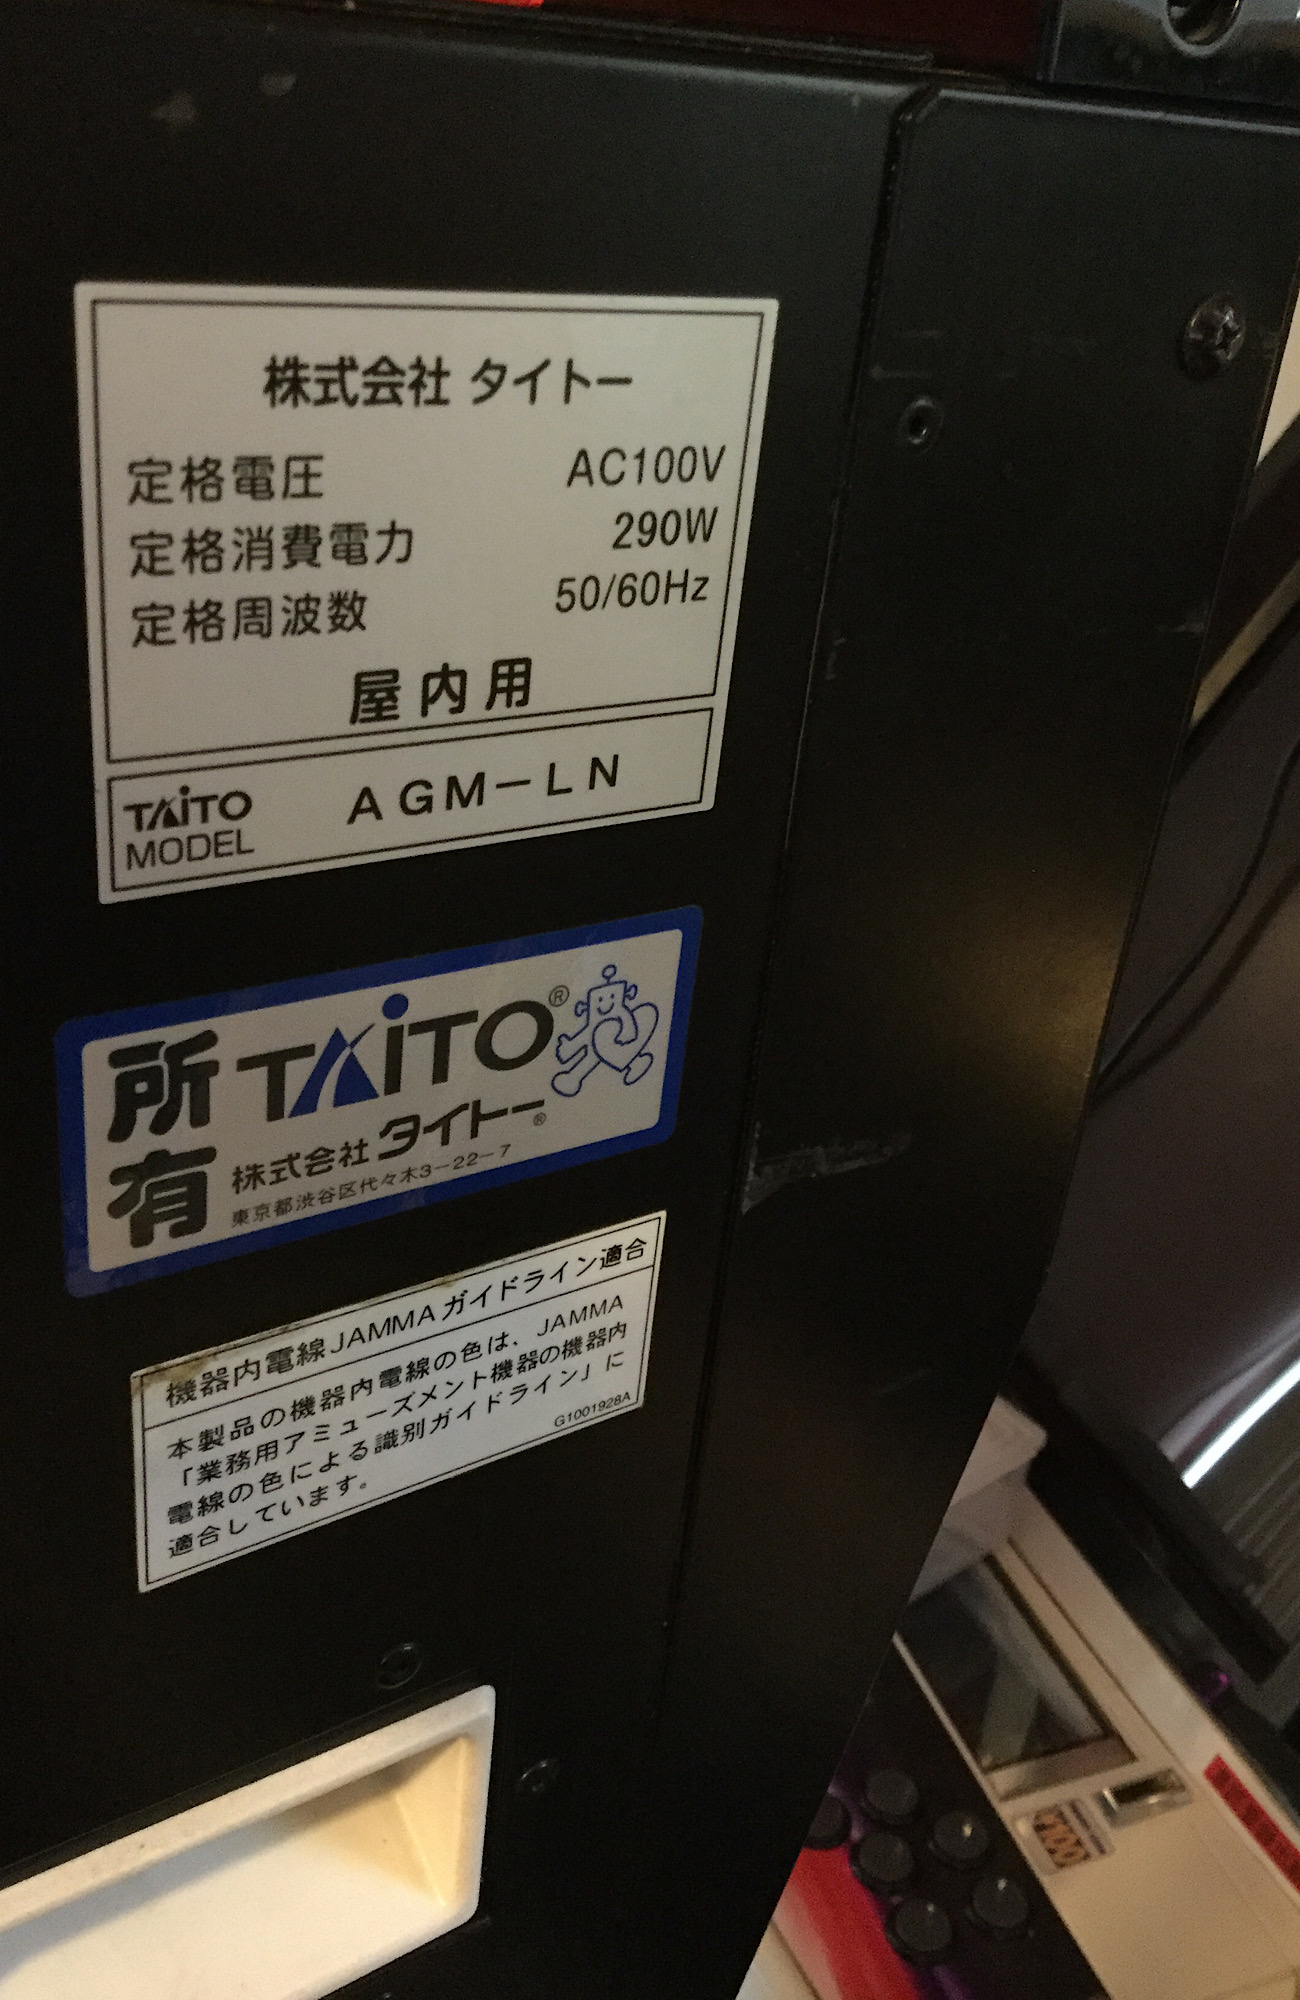 株式会社 タイトー
定格電圧 AC100V
定格消費電力 290W
定格周波数 50/60Hz
屋内用
TAITO
MODEL AGM-LN
所有
TAITO®
株式会社 タイトー®
東京都渋谷区代々木3-22-7
機器内電線JAMMAガイドライン適合
本製品の機器内電線の色は、JAMMA
「業務用アミューズメント機器の機器内
電線の色による識別ガイドライン」に
適合しています。
G1001928A
¥100